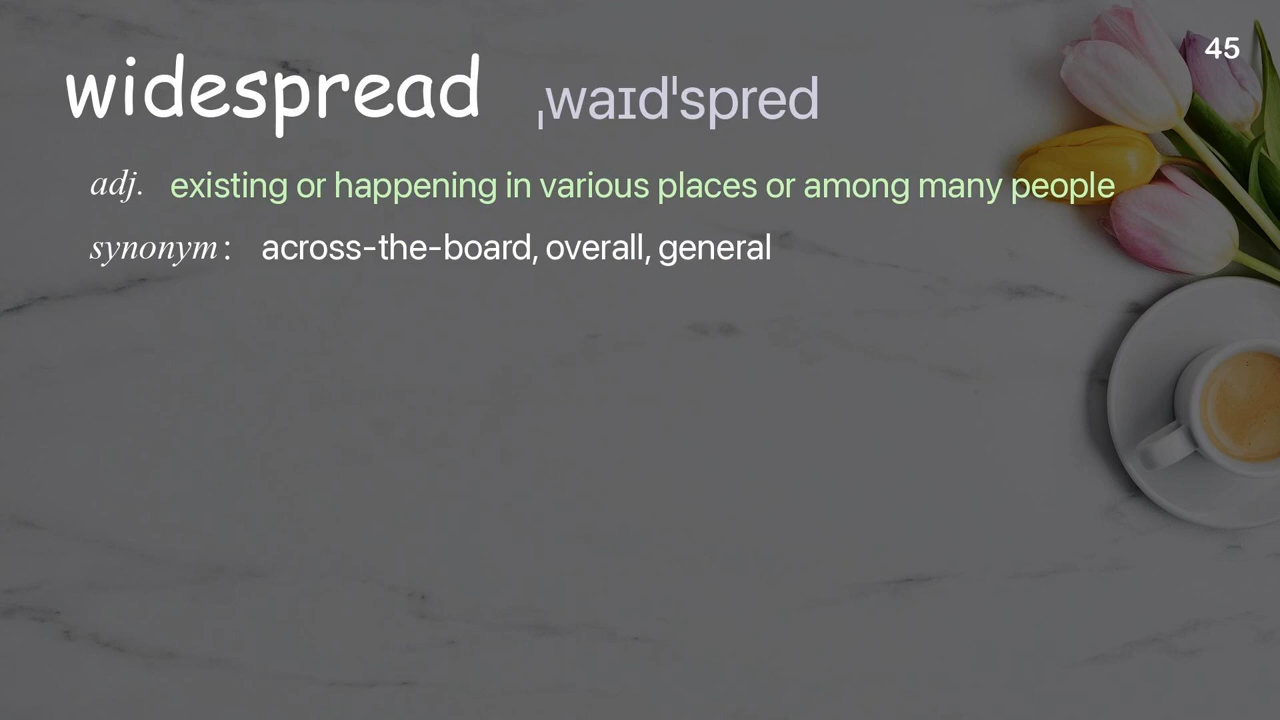 45
widespread ˌwaɪdˈspred
adj. existing or happening in various places or among many people
synonym: across-the-board, overall, general